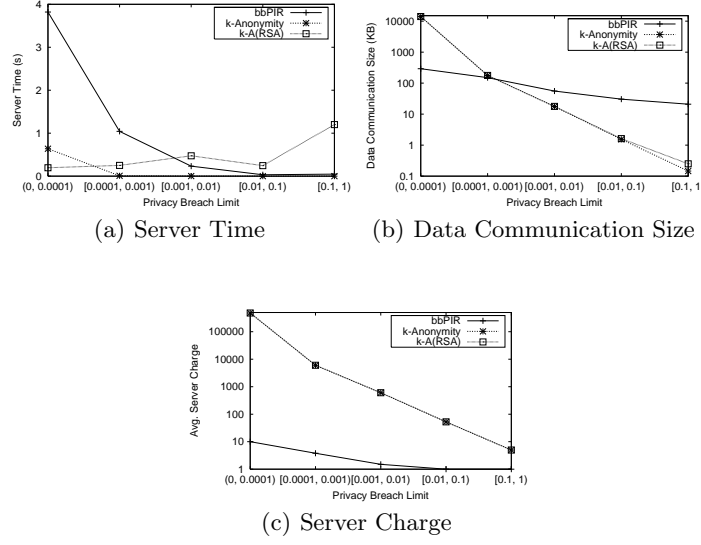 4
3
2
1
0
Server Time (s)
bbPIR
k-Anonymity
k-A(RSA)
(0, 0.0001) [0.0001, 0.001) [0.001, 0.01) [0.01, 0.1) [0.1, 1)
Privacy Breach Limit
(a) Server Time
10000
1000
100
10
1
0.1
Data Communication Size (KB)
bbPIR
k-Anonymity
k-A(RSA)
(0, 0.0001) [0.0001, 0.001) [0.001, 0.01) [0.01, 0.1) [0.1, 1)
Privacy Breach Limit
(b) Data Communication Size
100000
10000
1000
100
10
1
Avg. Server Charge
bbPIR
k-Anonymity
k-A(RSA)
(0, 0.0001) [0.0001, 0.001)[0.001, 0.01) [0.01, 0.1) [0.1, 1)
Privacy Breach Limit
(c) Server Charge